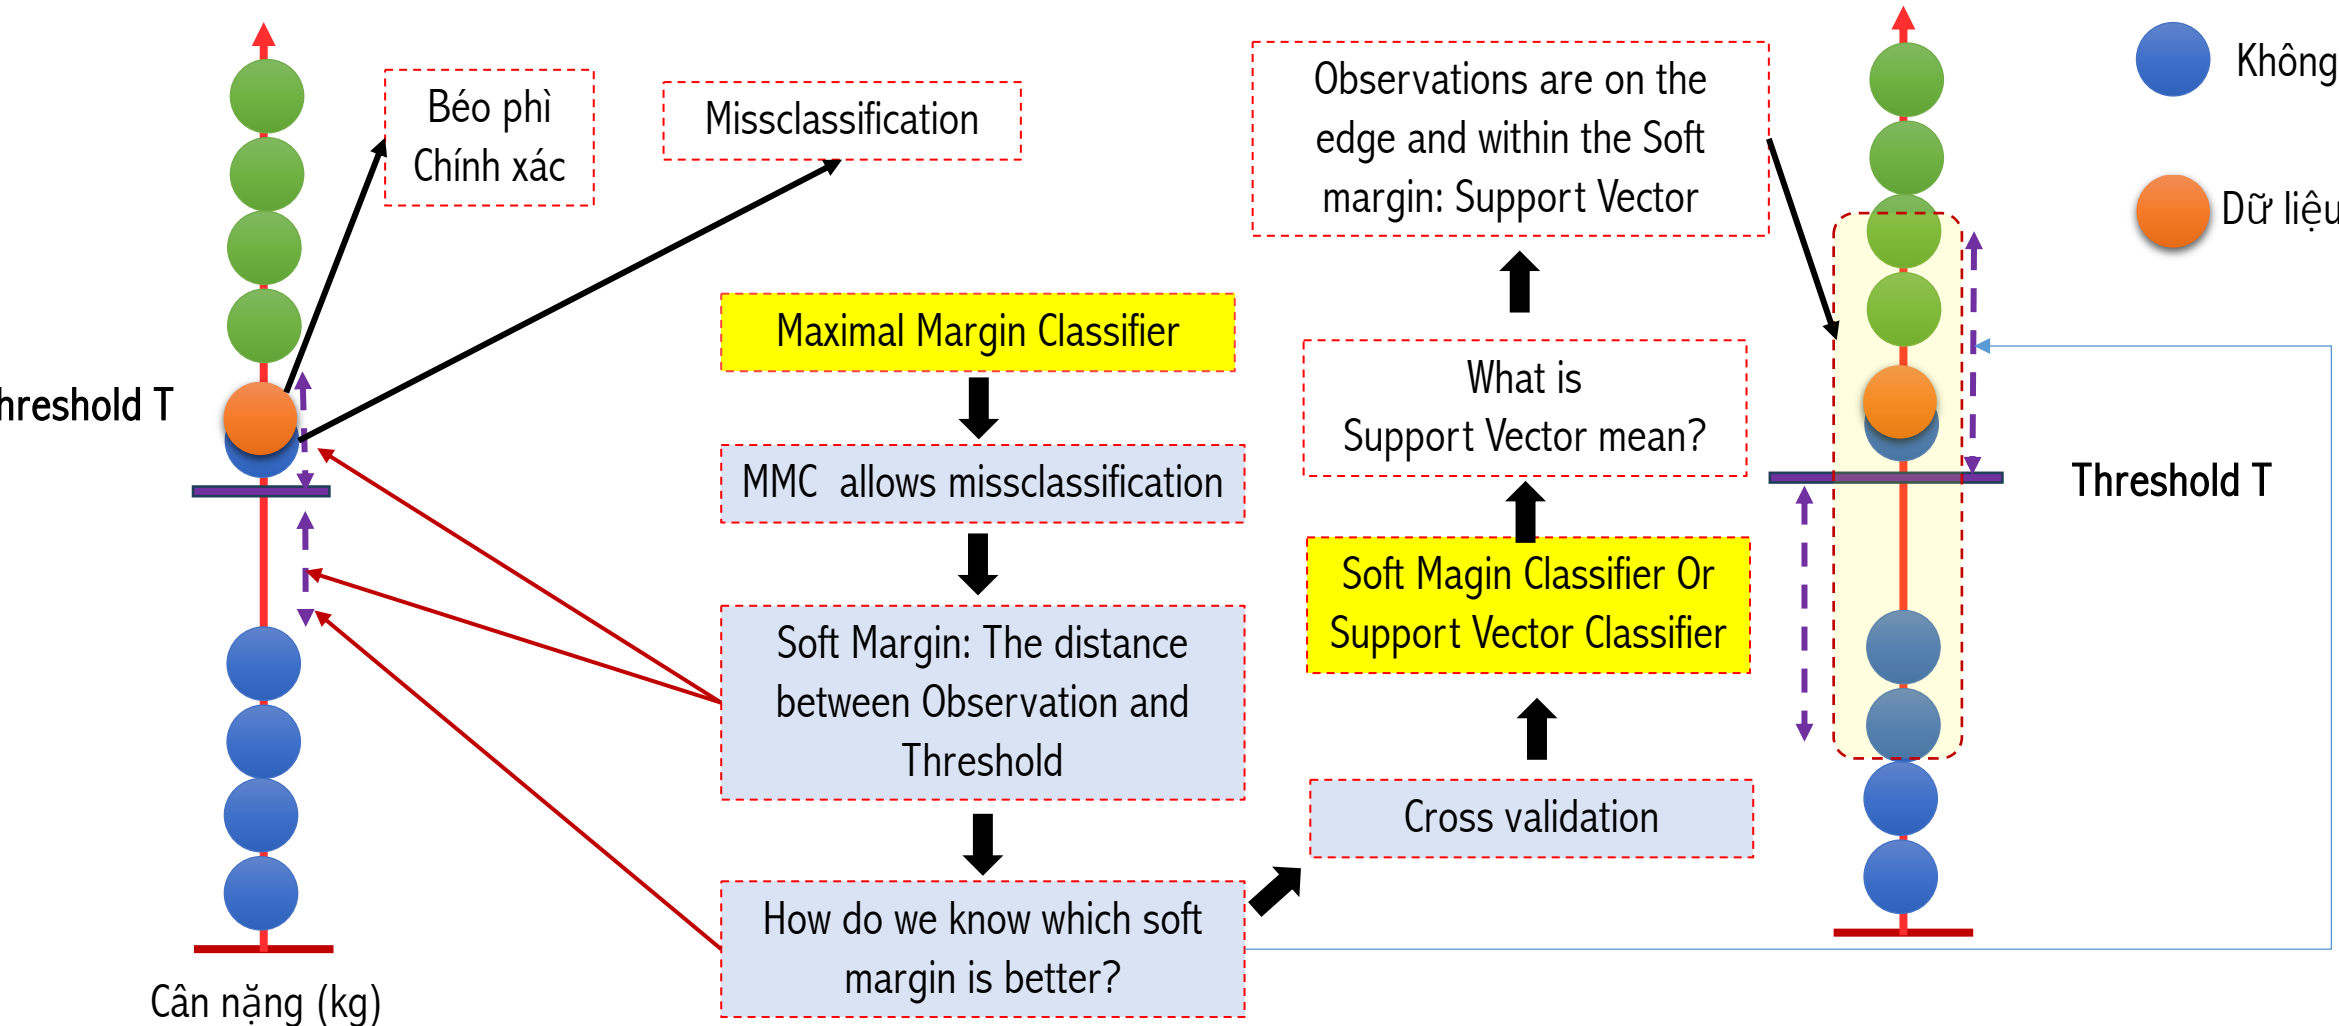 Béo phì
Chính xác
Missclassification
Observations are on the
edge and within the Soft
margin: Support Vector
Không
Dữ liệu
Maximal Margin Classifier
What is
Support Vector mean?
hreshold T
MMC allows missclassification
Threshold T
Soft Magin Classifier Or
Support Vector Classifier
Soft Margin: The distance
between Observation and
Threshold
Cross validation
How do we know which soft
margin is better?
Cân nặng (kg)